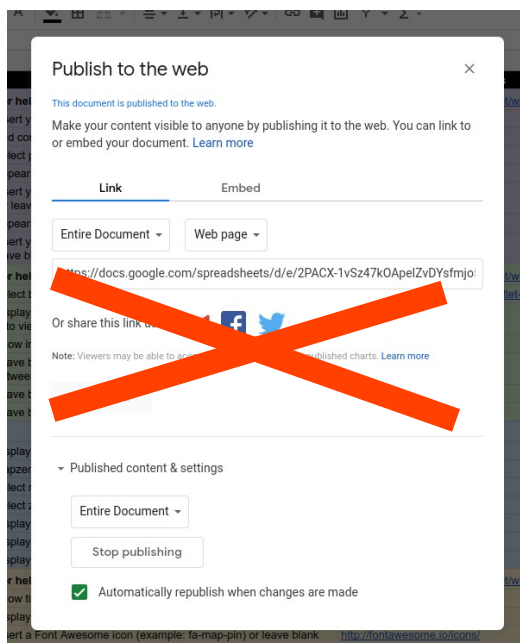 Publish to the web
This document is published to the web.
Make your content visible to anyone by publishing it to the web. You can link to
or embed your document. Learn more
Link
Embed
Entire Document
Web page
https://docs.google.com/spreadsheets/d/e/2PACX-1vSz47kOApeIZvDYsfmjo
Or share this link
Note: Viewers may be able to published charts. Learn more
Published content & settings
Entire Document
Stop publishing
Automatically republish when changes are made
ert a Font Awesome icon (example: fa-map-pin) or leave blank
http://fontawesome.io/icons/